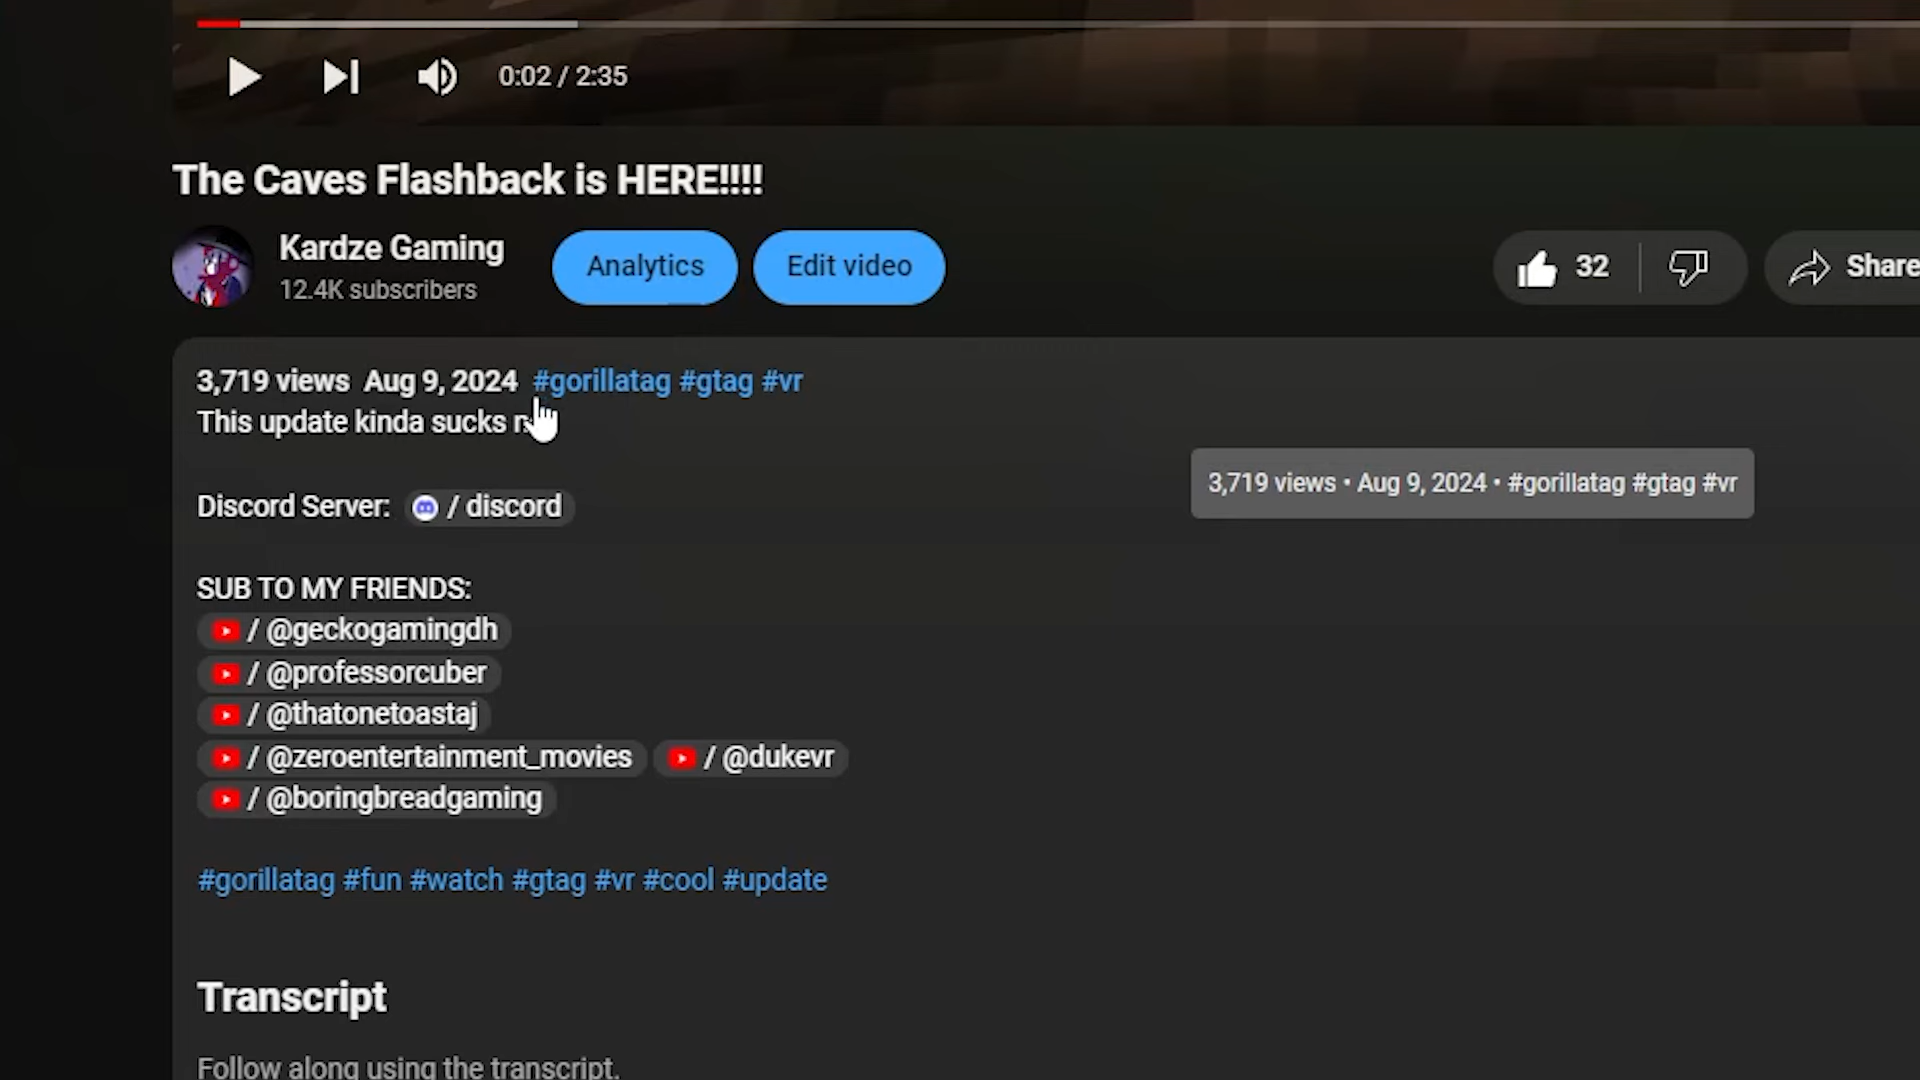 0:02 / 2:35
The Caves Flashback is HERE!!!!
Kardze Gaming
12.4K subscribers
Analytics
Edit video
32
Share
3,719 views Aug 9, 2024 #gorillatag #gtag #vr
This update kinda sucks
3,719 views • Aug 9, 2024 • #gorillatag #gtag #vr
Discord Server: / discord
SUB TO MY FRIENDS:
/ @geckogamingdh
/ @professorcuber
/ @thatonetoastaj
/ @zeroentertainment_movies / @dukevr
/ @boringbreadgaming
#gorillatag #fun #watch #gtag #vr #cool #update
Transcript
Follow along using the transcript.